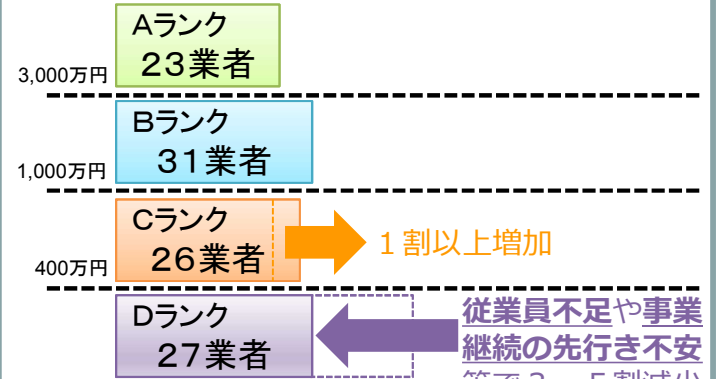 Aランク
23業者
3,000万円
Bランク
31業者
1,000万円
Cランク
26業者
１割以上増加
400万円
Dランク
27業者
従業員不足や事業
継続の先行き不安